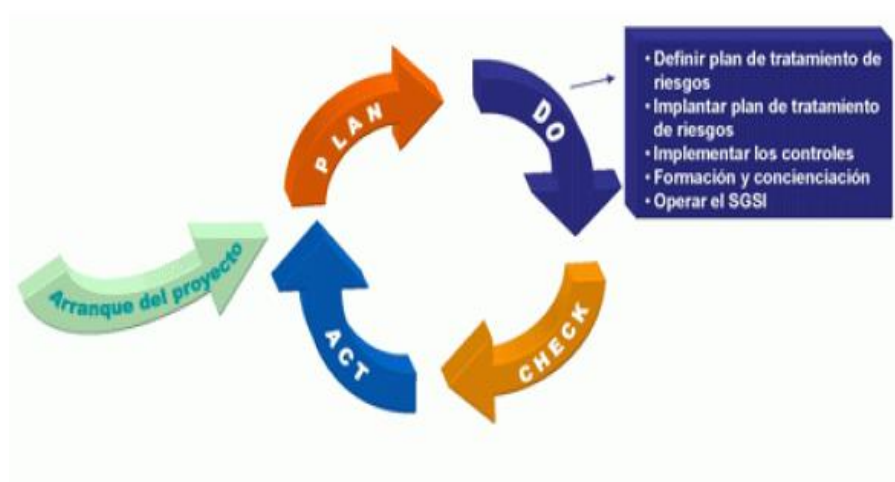 PLAN
DO
• Definir plan de tratamiento de
riesgos
• Implantar plan de tratamiento
de riesgos
• Implementar los controles
• Formación y concienciación
• Operar el SGSI
Arranque del proyecto
ACT
CHECK